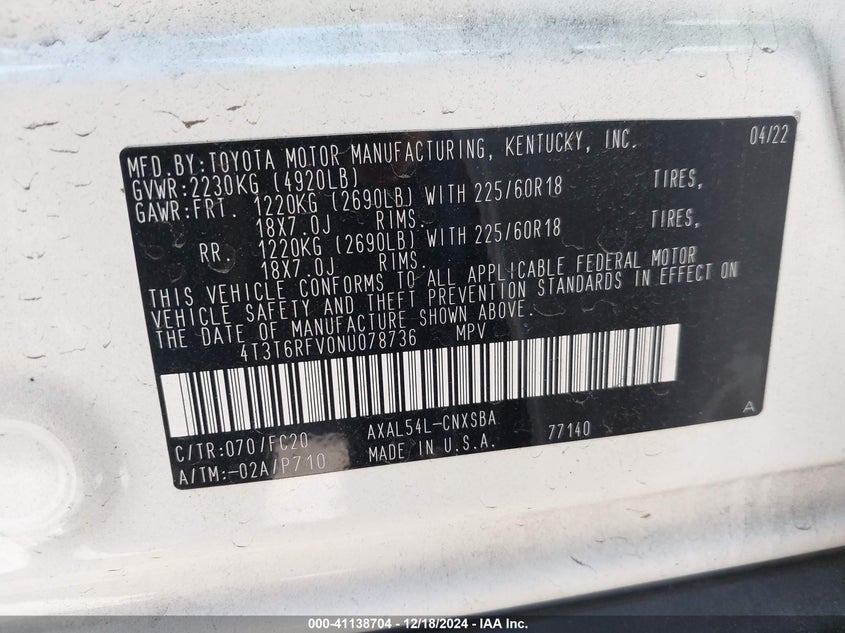 MFD.BY:TOYOTA MOTOR MANUFACTURING, KENTUCKY, INC. 04/22
GVWR:2230KG (4920LB)
GAWR:FRT. 1220KG (2690LB) WITH 225/60R18 TIRES,
18X7.0J RIMS.
RR. 1220KG (2690LB) WITH 225/60R18 TIRES,
18X7.0J RIMS.
THIS VEHICLE CONFORMS TO ALL APPLICABLE FEDERAL MOTOR
VEHICLE SAFETY AND THEFT PREVENTION STANDARDS IN EFFECT ON
THE DATE OF MANUFACTURE SHOWN ABOVE.
4T3T6RFV0NU078736 MPV
C/TR:070/FC20 AXAL54L-CNXSBA A
A/TM:-02A/P710 MADE IN U.S.A. 77140
000-41138704 - 12/18/2024 - IAA Inc.